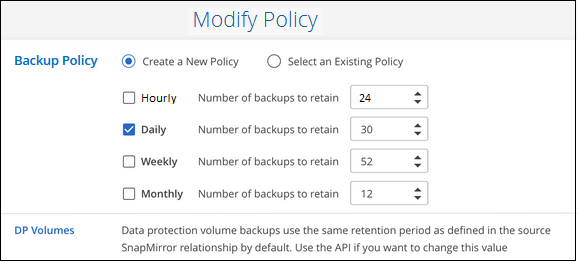 Modify Policy
Backup Policy Create a New Policy Select an Existing Policy
Hourly Number of backups to retain 24
Daily Number of backups to retain 30
Weekly Number of backups to retain 52
Monthly Number of backups to retain 12
DP Volumes Data protection volume backups use the same retention period as defined in the source
SnapMirror relationship by default. Use the API if you want to change this value